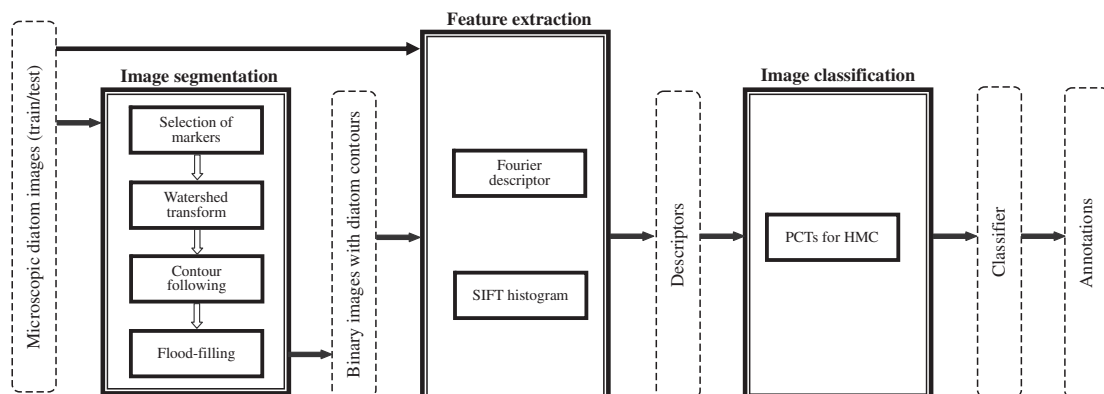 Microscopic diatom images (train/test)
Image segmentation
Selection of
markers
Watershed
transform
Contour
following
Flood-filling
Binary images with diatom contours
Feature extraction
Fourier
descriptor
SIFT histogram
Descriptors
Image classification
PCTs for HMC
Classifier
Annotations